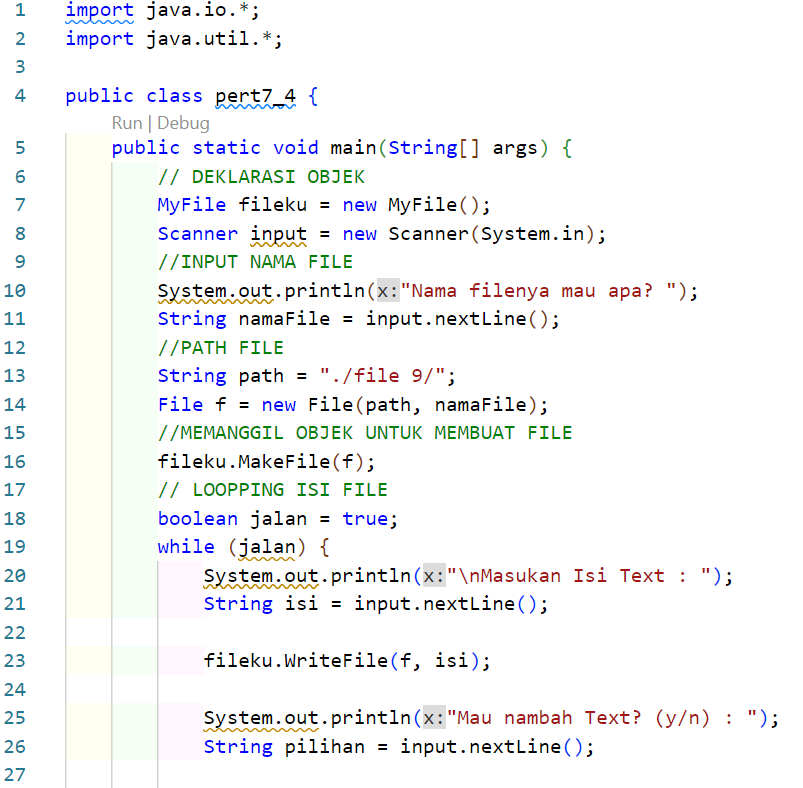 1 import java.io.*;
2 import java.util.*;
3
4 public class pert7_4 {
Run | Debug
5 public static void main(String[] args) {
6 // DEKLARASI OBJEK
7 MyFile fileku = new MyFile();
8 Scanner input = new Scanner(System.in);
9 //INPUT NAMA FILE
10 System.out.println(x:"Nama filenya mau apa? ");
11 String namaFile = input.nextLine();
12 //PATH FILE
13 String path = "./file 9/";
14 File f = new File(path, namaFile);
15 //MEMANGGIL OBJEK UNTUK MEMBUAT FILE
16 fileku.MakeFile(f);
17 // LOOPPING ISI FILE
18 boolean jalan = true;
19 while (jalan) {
20 System.out.println(x:"\nMasukan Isi Text : ");
21 String isi = input.nextLine();
22
23 fileku.WriteFile(f, isi);
24
25 System.out.println(x:"Mau nambah Text? (y/n) : ");
26 String pilihan = input.nextLine();
27